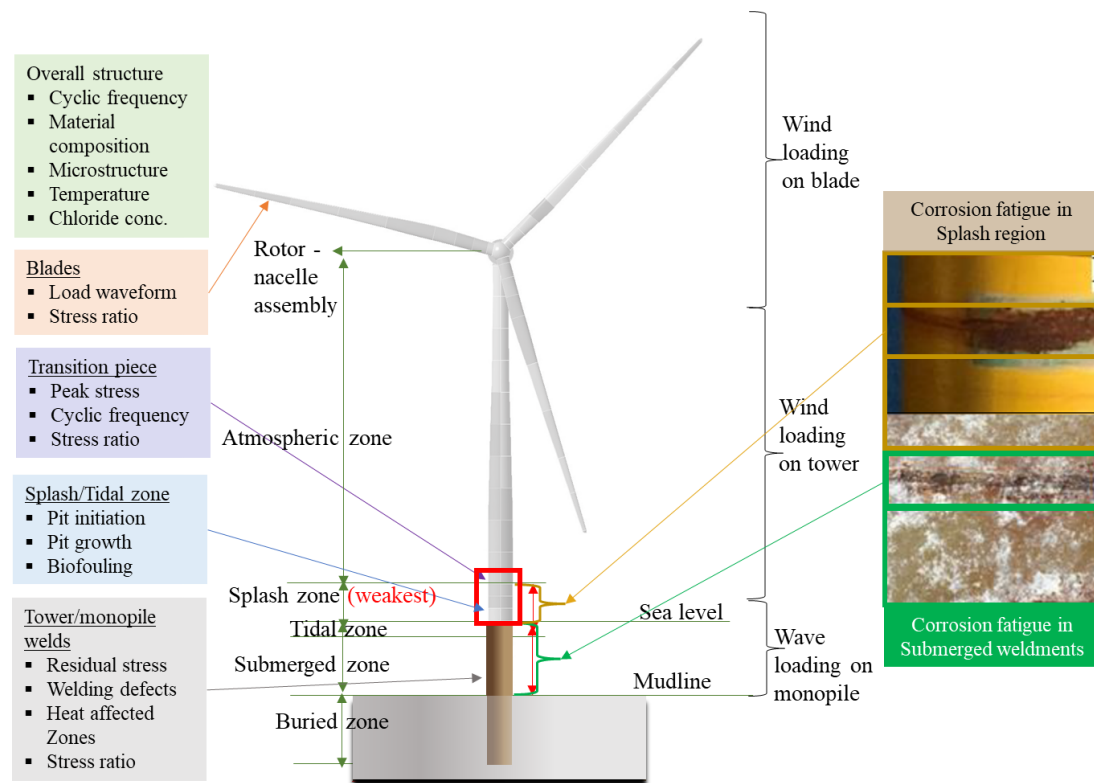 Overall structure
▪ Cyclic frequency
▪ Material
composition
▪ Microstructure
▪ Temperature
▪ Chloride conc.
Blades
▪ Load waveform
▪ Stress ratio
Transition piece
▪ Peak stress
▪ Cyclic frequency
▪ Stress ratio
Splash/Tidal zone
▪ Pit initiation
▪ Pit growth
▪ Biofouling
Tower/monopile
welds
▪ Residual stress
▪ Welding defects
▪ Heat affected
Zones
▪ Stress ratio
Rotor -
nacelle
assembly
Atmospheric zone
Splash zone (weakest)
Tidal zone
Submerged zone
Buried zone
Wind
loading
on blade
Wind
loading
on tower
Sea level
Wave
loading on
monopile
Mudline
Corrosion fatigue in
Splash region
Corrosion fatigue in
Submerged weldments